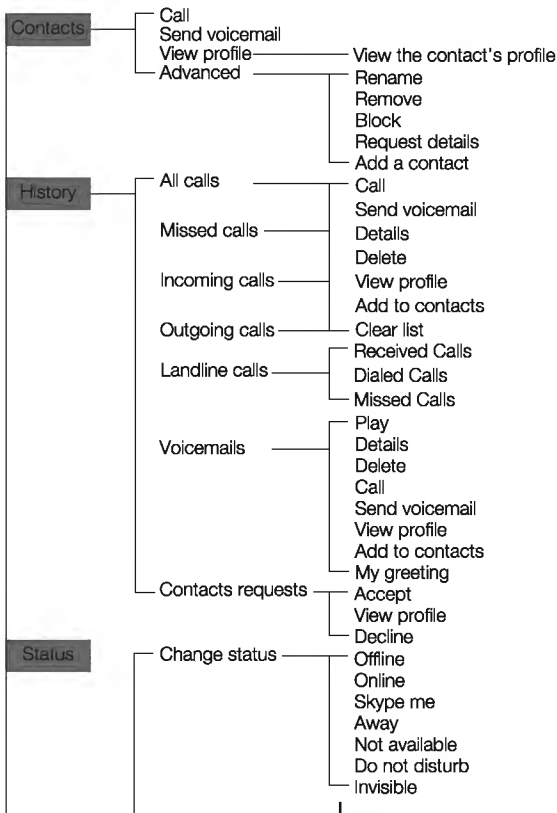 Contacts
Call
Send voicemail
View profile
View the contact's profile
Advanced
Rename
Remove
Block
Request details
Add a contact
History
All calls
Call
Send voicemail
Missed calls
Details
Delete
Incoming calls
View profile
Add to contacts
Outgoing calls
Clear list
Landline calls
Received Calls
Dialed Calls
Missed Calls
Voicemails
Play
Details
Delete
Call
Send voicemail
View profile
Add to contacts
My greeting
Contacts requests
Accept
View profile
Decline
Status
Change status
Offline
Online
Skype me
Away
Not available
Do not disturb
Invisible